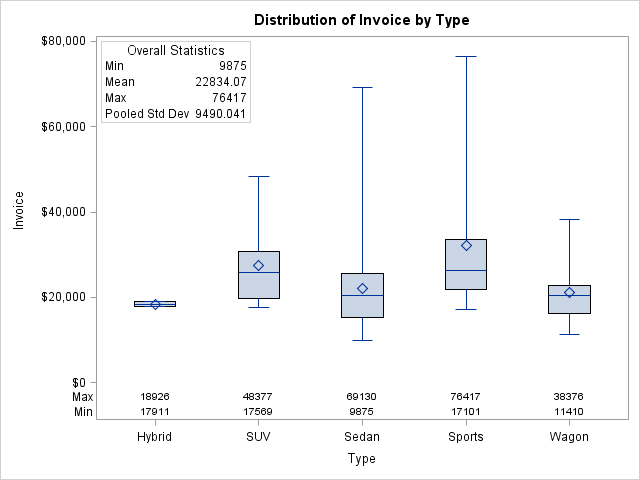 Distribution of Invoice by Type
Overall Statistics
Min 9875
Mean 22834.07
Max 76417
Pooled Std Dev 9490.041
Invoice
$80,000
$60,000
$40,000
$20,000
$0
Max 18926 48377 69130 76417 38376
Min 17911 17569 9875 17101 11410
Hybrid SUV Sedan Sports Wagon
Type